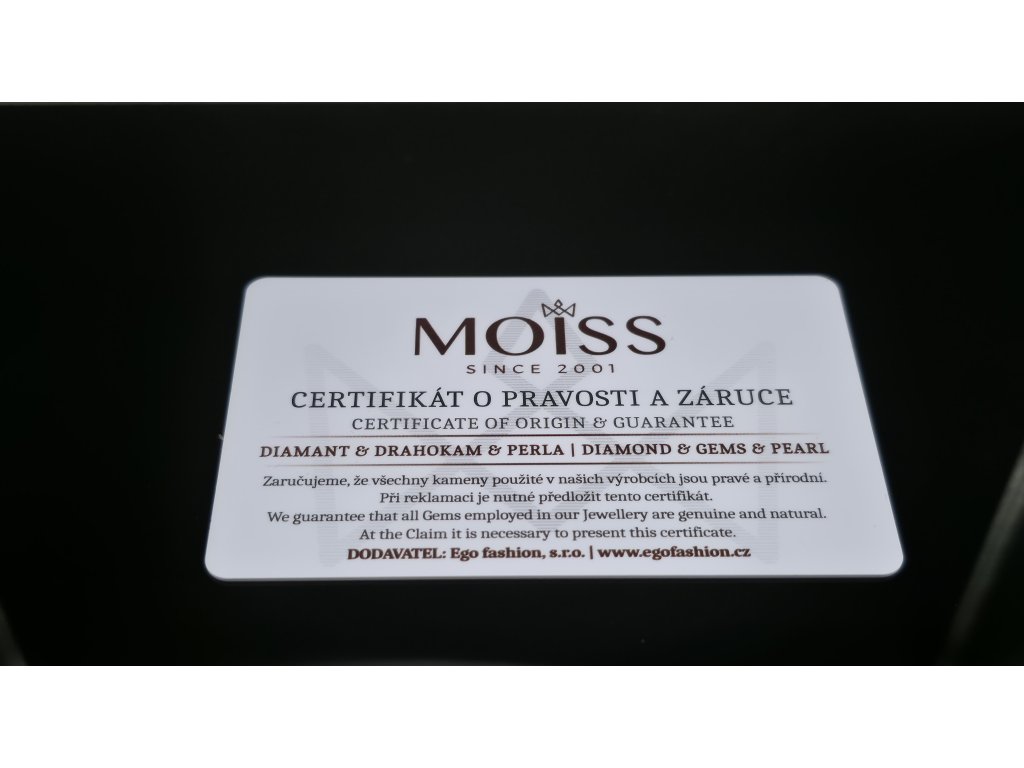 MOISS
SINCE 2001
CERTIFIKÁT O PRAVOSTI A ZÁRUCE
CERTIFICATE OF ORIGIN & GUARANTEE
DIAMANT & DRAHOKAM & PERLA | DIAMOND & GEMS & PEARL
Zaručujeme, že všechny kameny použité v našich výrobcích jsou pravé a přírodní.
Při reklamaci je nutné předložit tento certifikát.
We guarantee that all Gems employed in our Jewellery are genuine and natural.
At the Claim it is necessary to present this certificate.
DODAVATEL: Ego fashion, s.r.o. | www.egofashion.cz